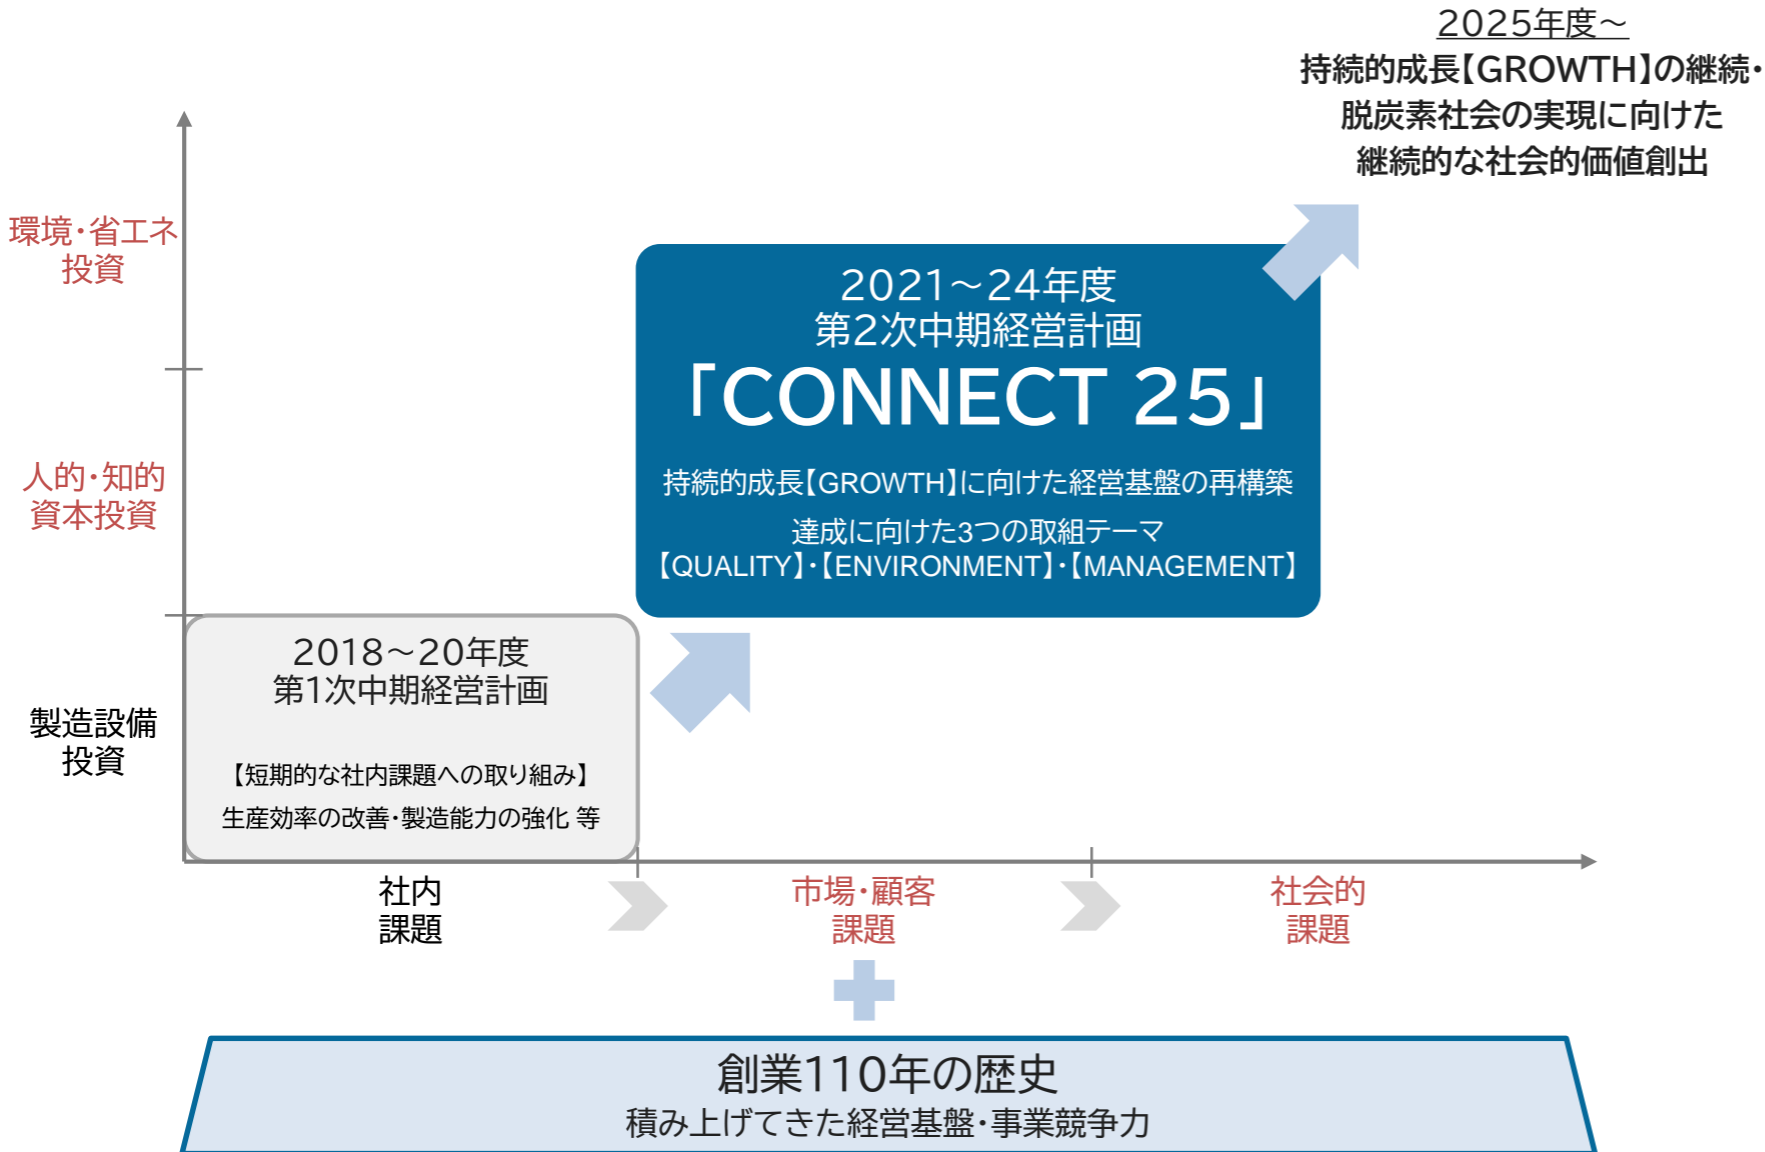 2025年度～
持続的成長【GROWTH】の継続・
脱炭素社会の実現に向けた
継続的な社会的価値創出
環境・省エネ
投資
2021～24年度
第2次中期経営計画
「CONNECT 25」
持続的成長【GROWTH】に向けた経営基盤の再構築
達成に向けた3つの取組テーマ
【QUALITY】・【ENVIRONMENT】・【MANAGEMENT】
人的・知的
資本投資
2018～20年度
第1次中期経営計画
【短期的な社内課題への取り組み】
生産効率の改善・製造能力の強化 等
製造設備
投資
社内
課題
市場・顧客
課題
社会的
課題
創業110年の歴史
積み上げてきた経営基盤・事業競争力